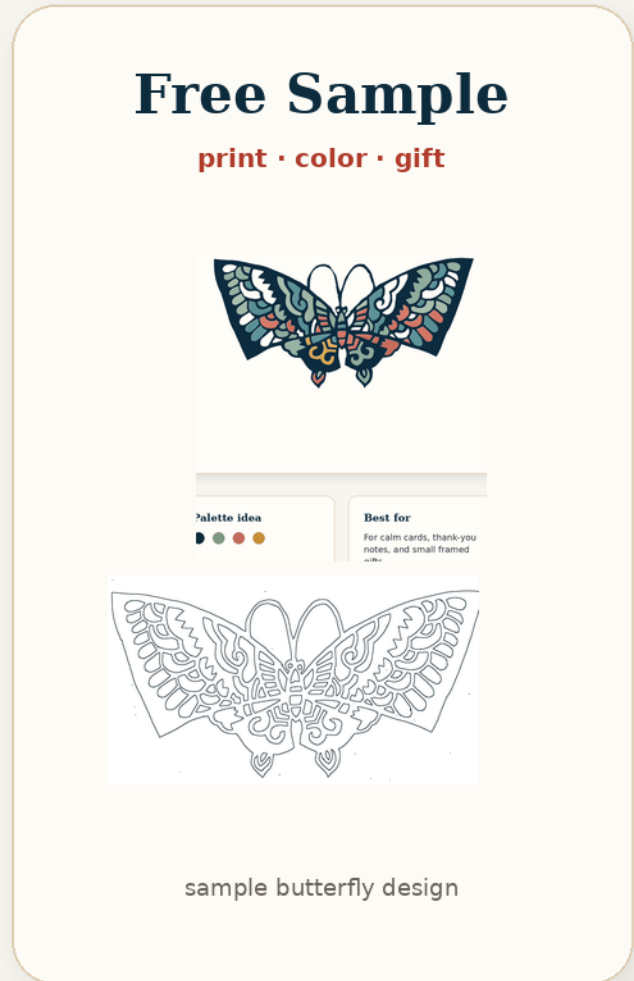 Free Sample
print · color · gift
Palette idea
Best for
For calm cards, thank-you
notes, and small framed
gifts
sample butterfly design